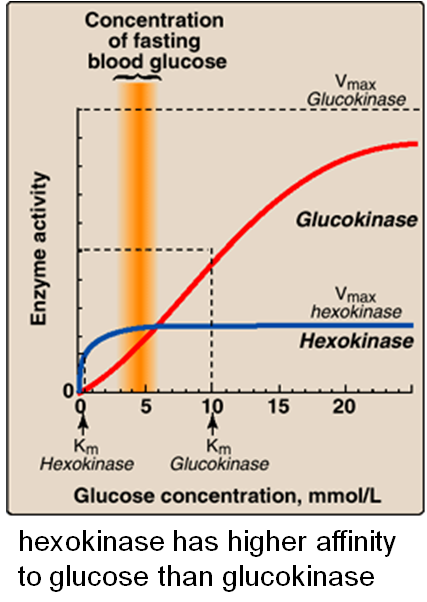 Concentration
of fasting
blood glucose
Vmax
Glucokinase
Glucokinase
Vmax
hexokinase
Hexokinase
Enzyme activity
0
0 5 10 15 20
Km
Hexokinase
Km
Glucokinase
Glucose concentration, mmol/L
hexokinase has higher affinity
to glucose than glucokinase